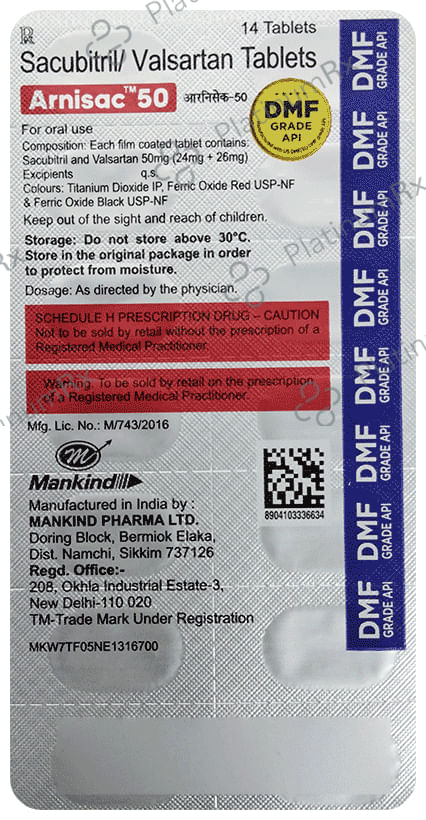 Rx
14 Tablets
Sacubitril/ Valsartan Tablets
Arnisac™50 आरनिसेक-50
DMF
GRADE
API
For oral use
Composition: Each film coated tablet contains:
Sacubitril and Valsartan 50mg (24mg + 26mg)
Excipients q.s.
Colours: Titanium Dioxide IP, Ferric Oxide Red USP-NF
& Ferric Oxide Black USP-NF
Keep out of the sight and reach of children.
Storage: Do not store above 30°C.
Store in the original package in order
to protect from moisture.
Dosage: As directed by the physician.
SCHEDULE H PRESCRIPTION DRUG – CAUTION
Not to be sold by retail without the prescription of a
Registered Medical Practitioner.
Warning: To be sold by retail on the prescription
of a Registered Medical Practitioner.
Mfg. Lic. No.: M/743/2016
Mankind
8904103336634
Manufactured in India by :
MANKIND PHARMA LTD.
Doring Block, Bermiok Elaka,
Dist. Namchi, Sikkim 737126
Regd. Office:-
208, Okhla Industrial Estate-3,
New Delhi-110 020
TM-Trade Mark Under Registration
MKW7TF05NE1316700
DMF GRADE API
DMF GRADE API
DMF GRADE API
DMF GRADE API
DMF GRADE API
DMF GRADE API
DMF GRADE API
DMF GRADE API
PlatinumRx